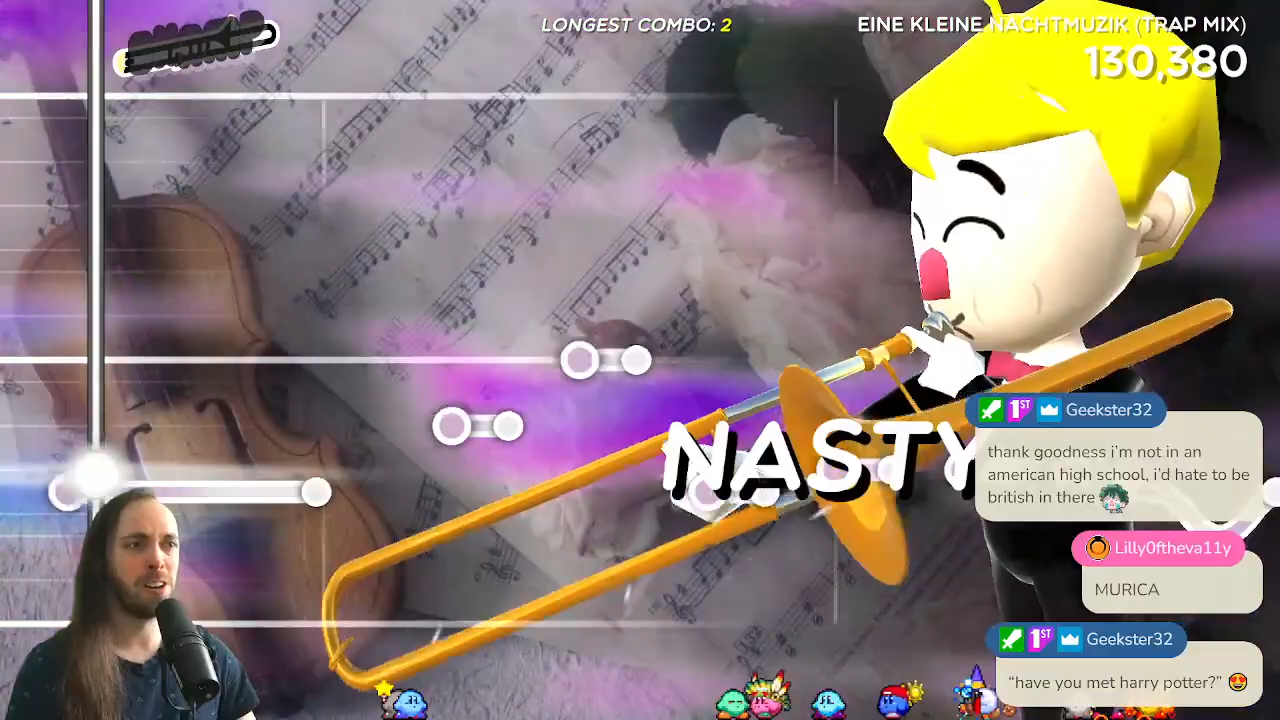 LONGEST COMBO: 2
EINE KLEINE NACHTMUZIK (TRAP MIX)
130,380
NASTY
1ST Geekster32
thank goodness i'm not in an
american high school, i'd hate to be
british in there
Lilly0ftheva11y
MURICA
1ST Geekster32
“have you met harry potter?”